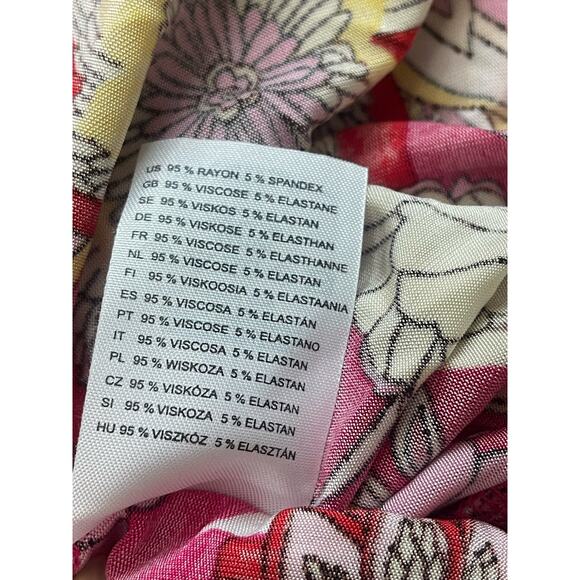 US 95 % RAYON 5 % SPANDEX
GB 95 % VISCOSE 5 % ELASTANE
SE 95 % VISKOS 5 % ELASTAN
DE 95 % VISKOSE 5 % ELASTHAN
FR 95 % VISCOSE 5 % ELASTHANNE
NL 95 % VISCOSE 5 % ELASTAN
FI 95 % VISKOOSIA 5 % ELASTAANIA
ES 95 % VISCOSA 5 % ELASTÁN
PT 95 % VISCOSE 5 % ELASTANO
IT 95 % VISCOSA 5 % ELASTAN
PL 95 % WISKOZA 5 % ELASTAN
CZ 95 % VISKÓZA 5 % ELASTAN
SI 95 % VISKOZA 5 % ELASTAN
HU 95 % VISZKÓZ 5 % ELASZTÁN